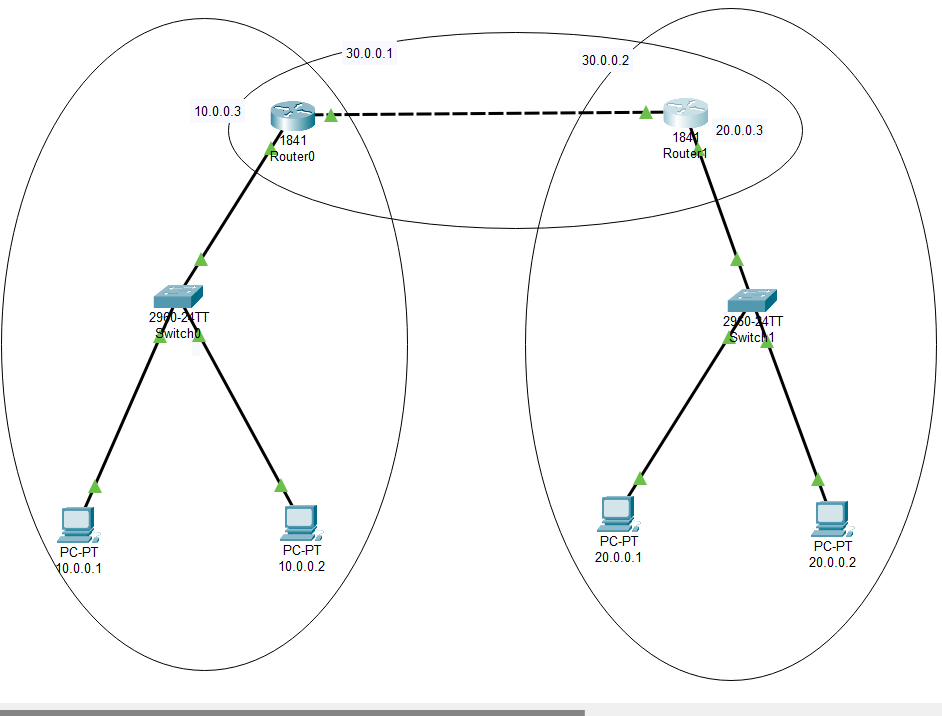 30.0.0.1
30.0.0.2
10.0.0.3
20.0.0.3
1841
Router0
1841
Router1
2960-24TT
Switch0
2960-24TT
Switch1
PC-PT
10.0.0.1
PC-PT
10.0.0.2
PC-PT
20.0.0.1
PC-PT
20.0.0.2